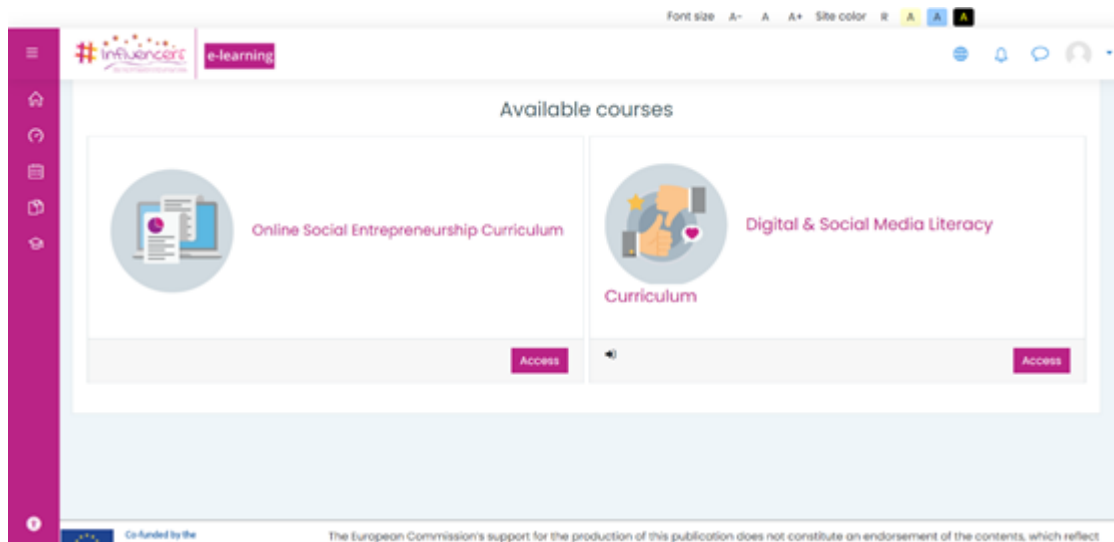 Font size A- A A+ Site color R A A A
#influencers e-learning
Available courses
Online Social Entrepreneurship Curriculum
Digital & Social Media Literacy
Curriculum
Access
Access
Co-funded by the
The European Commission's support for the production of this publication does not constitute an endorsement of the contents, which reflect